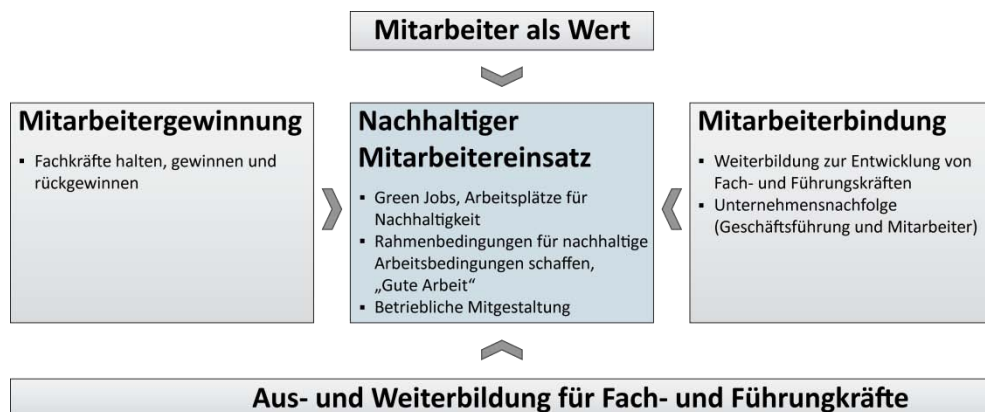 Mitarbeiter als Wert
Mitarbeitergewinnung
▪ Fachkräfte halten, gewinnen und
rückgewinnen
Nachhaltiger
Mitarbeitereinsatz
▪ Green Jobs, Arbeitsplätze für
Nachhaltigkeit
▪ Rahmenbedingungen für nachhaltige
Arbeitsbedingungen schaffen,
„Gute Arbeit“
▪ Betriebliche Mitgestaltung
Mitarbeiterbindung
▪ Weiterbildung zur Entwicklung von
Fach- und Führungskräften
▪ Unternehmensnachfolge
(Geschäftsführung und Mitarbeiter)
Aus- und Weiterbildung für Fach- und Führungkräfte